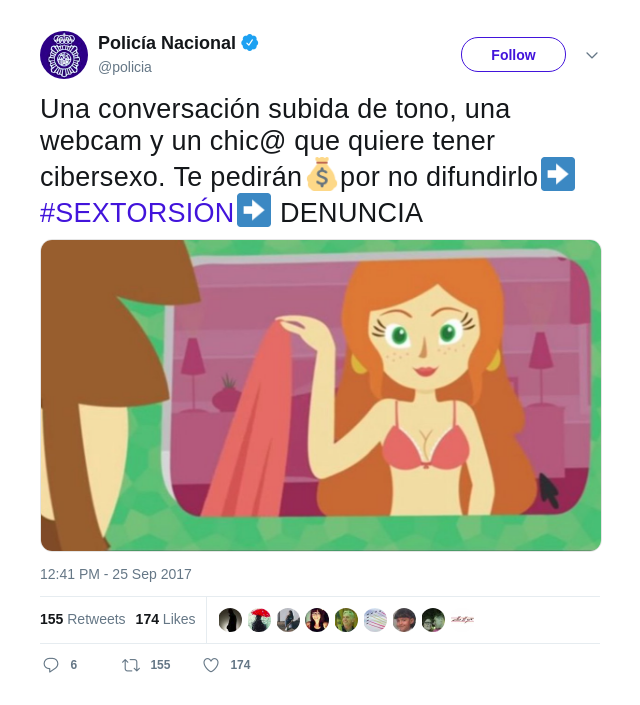 Policía Nacional
@policia
Follow
Una conversación subida de tono, una
webcam y un chic@ que quiere tener
cibersexo. Te pedirán💰por no difundirlo➡
#SEXTORSIÓN➡ DENUNCIA
12:41 PM - 25 Sep 2017
155 Retweets 174 Likes
6 155 174